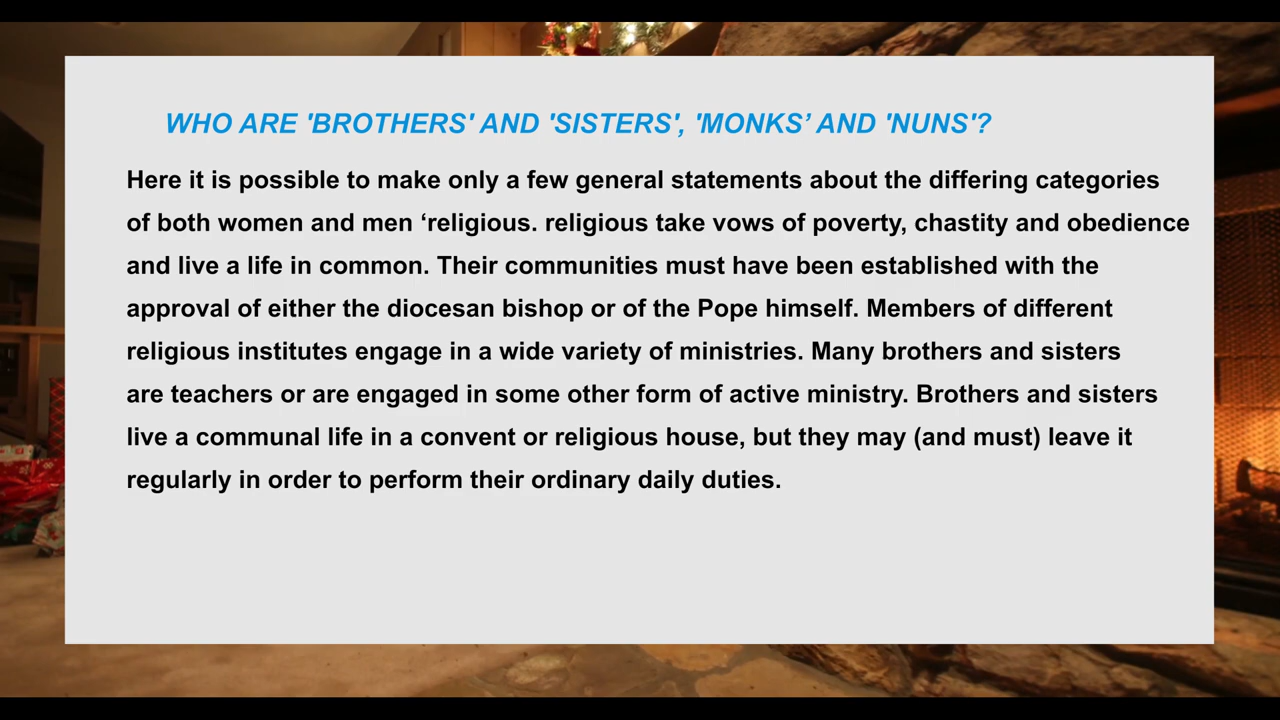 WHO ARE 'BROTHERS' AND 'SISTERS', 'MONKS’ AND 'NUNS'?
Here it is possible to make only a few general statements about the differing categories
of both women and men ‘religious. religious take vows of poverty, chastity and obedience
and live a life in common. Their communities must have been established with the
approval of either the diocesan bishop or of the Pope himself. Members of different
religious institutes engage in a wide variety of ministries. Many brothers and sisters
are teachers or are engaged in some other form of active ministry. Brothers and sisters
live a communal life in a convent or religious house, but they may (and must) leave it
regularly in order to perform their ordinary daily duties.